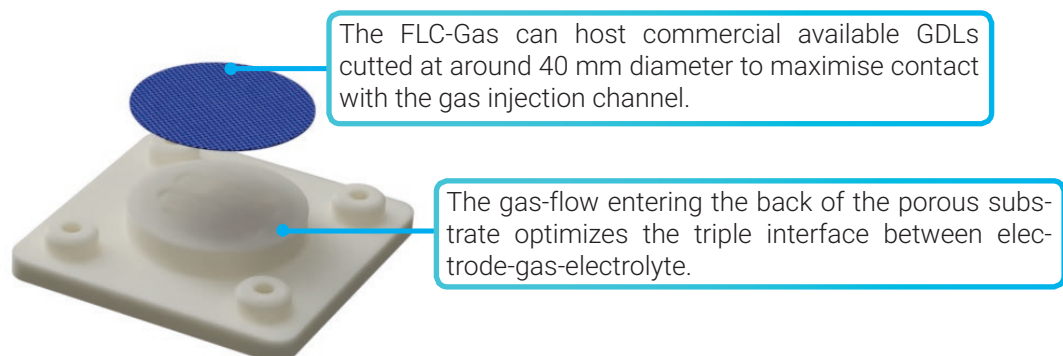 The FLC-Gas can host commercial available GDLs
cutted at around 40 mm diameter to maximise contact
with the gas injection channel.
The gas-flow entering the back of the porous sub-
strate optimizes the triple interface between elec-
trode-gas-electrolyte.